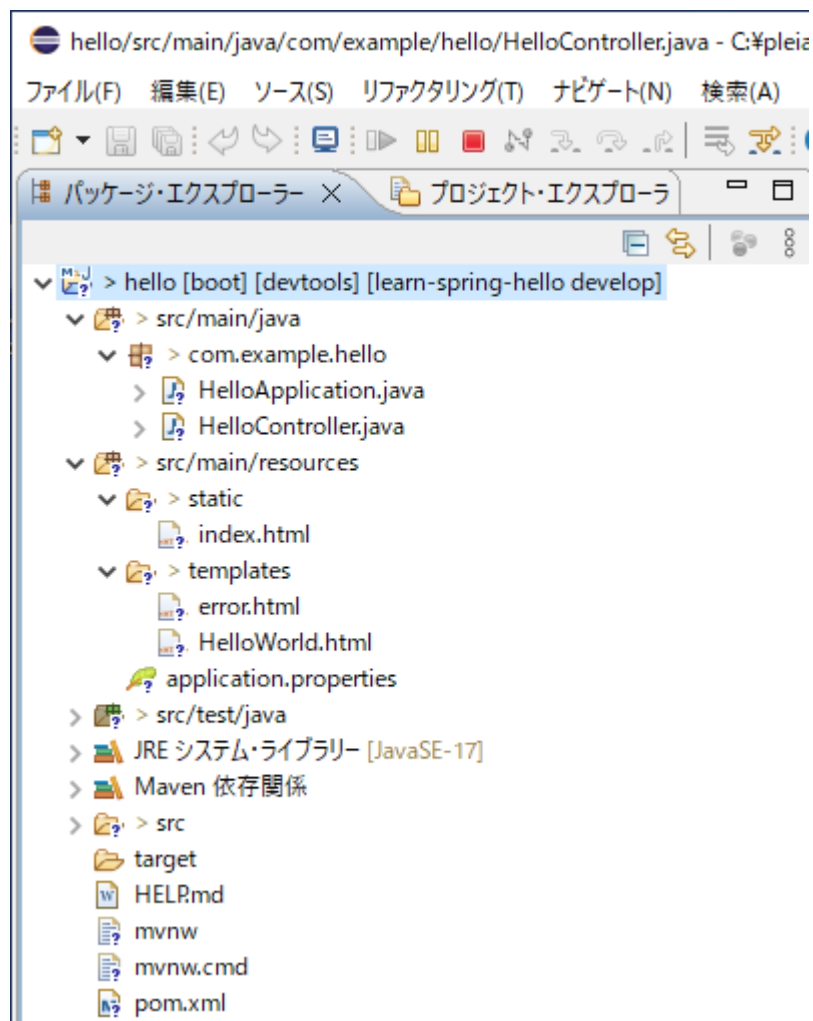 hello/src/main/java/com/example/hello/HelloController.java - C:¥pleia
ファイル(F) 編集(E) ソース(S) リファクタリング(T) ナビゲート(N) 検索(A)
パッケージ・エクスプローラー プロジェクト・エクスプローラ
> hello [boot] [devtools] [learn-spring-hello develop]
> src/main/java
> com.example.hello
HelloApplication.java
HelloController.java
> src/main/resources
> static
index.html
> templates
error.html
HelloWorld.html
application.properties
> src/test/java
JRE システム・ライブラリー [JavaSE-17]
Maven 依存関係
> src
target
HELP.md
mvnw
mvnw.cmd
pom.xml